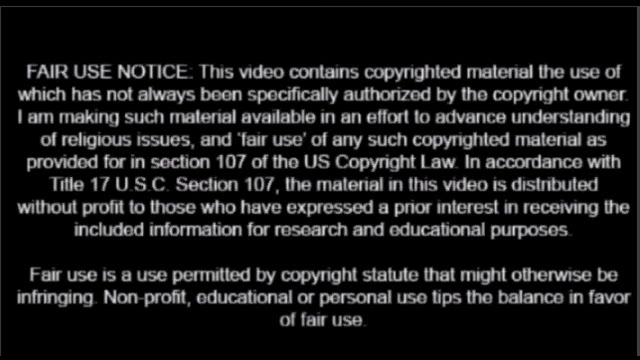 FAIR USE NOTICE: This video contains copyrighted material the use of
which has not always been specifically authorized by the copyright owner.
I am making such material available in an effort to advance understanding
of religious issues, and 'fair use' of any such copyrighted material as
provided for in section 107 of the US Copyright Law. In accordance with
Title 17 U.S.C. Section 107, the material in this video is distributed
without profit to those who have expressed a prior interest in receiving the
included information for research and educational purposes.
Fair use is a use permitted by copyright statute that might otherwise be
infringing. Non-profit, educational or personal use tips the balance in favor
of fair use.